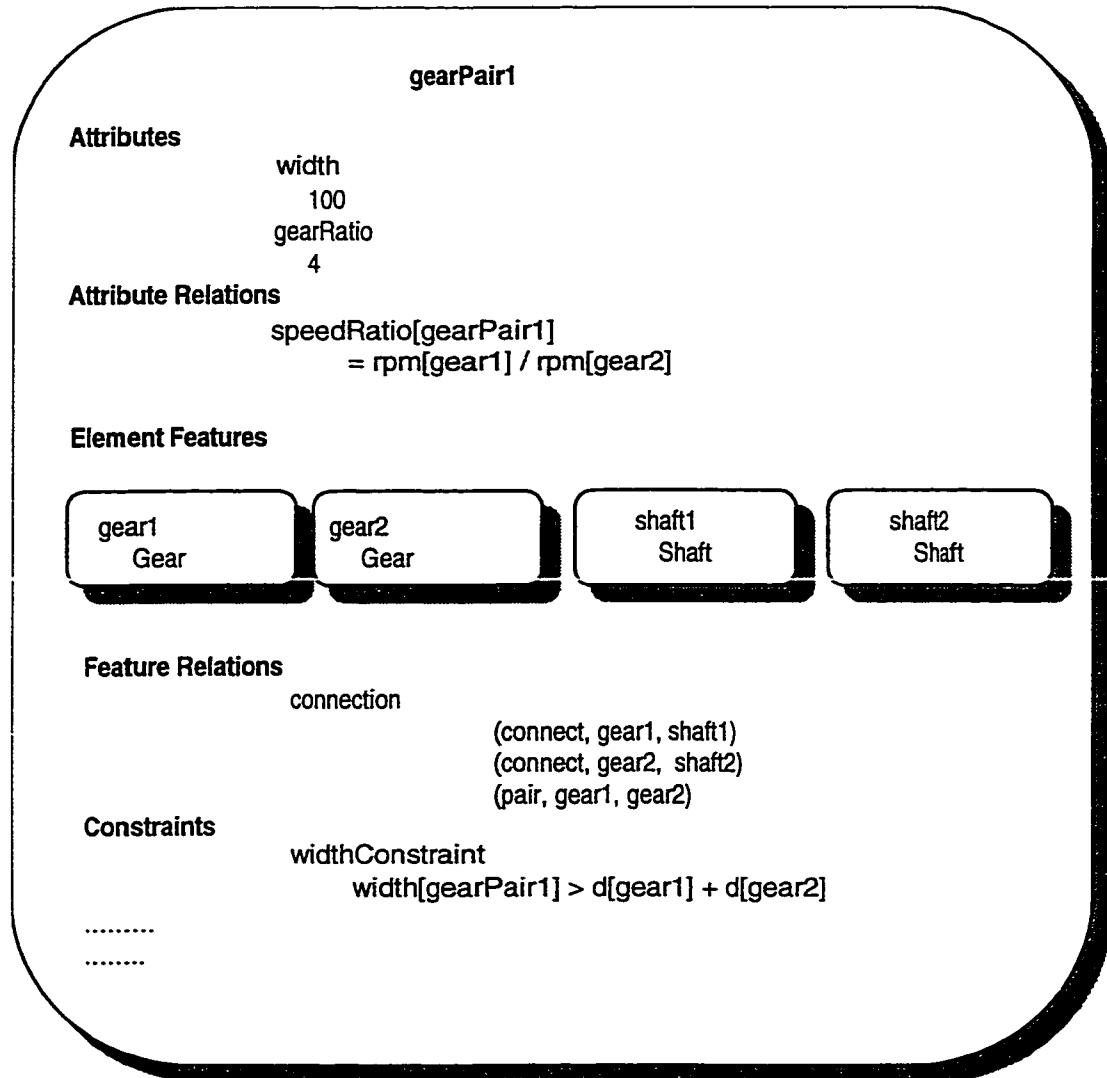 gearPair1
Attributes
width
100
gearRatio
4
Attribute Relations
speedRatio[gearPair1]
= rpm[gear1] / rpm[gear2]
Element Features
gear1
Gear
gear2
Gear
shaft1
Shaft
shaft2
Shaft
Feature Relations
connection
(connect, gear1, shaft1)
(connect, gear2, shaft2)
(pair, gear1, gear2)
Constraints
widthConstraint
width[gearPair1] > d[gear1] + d[gear2]
.........
........